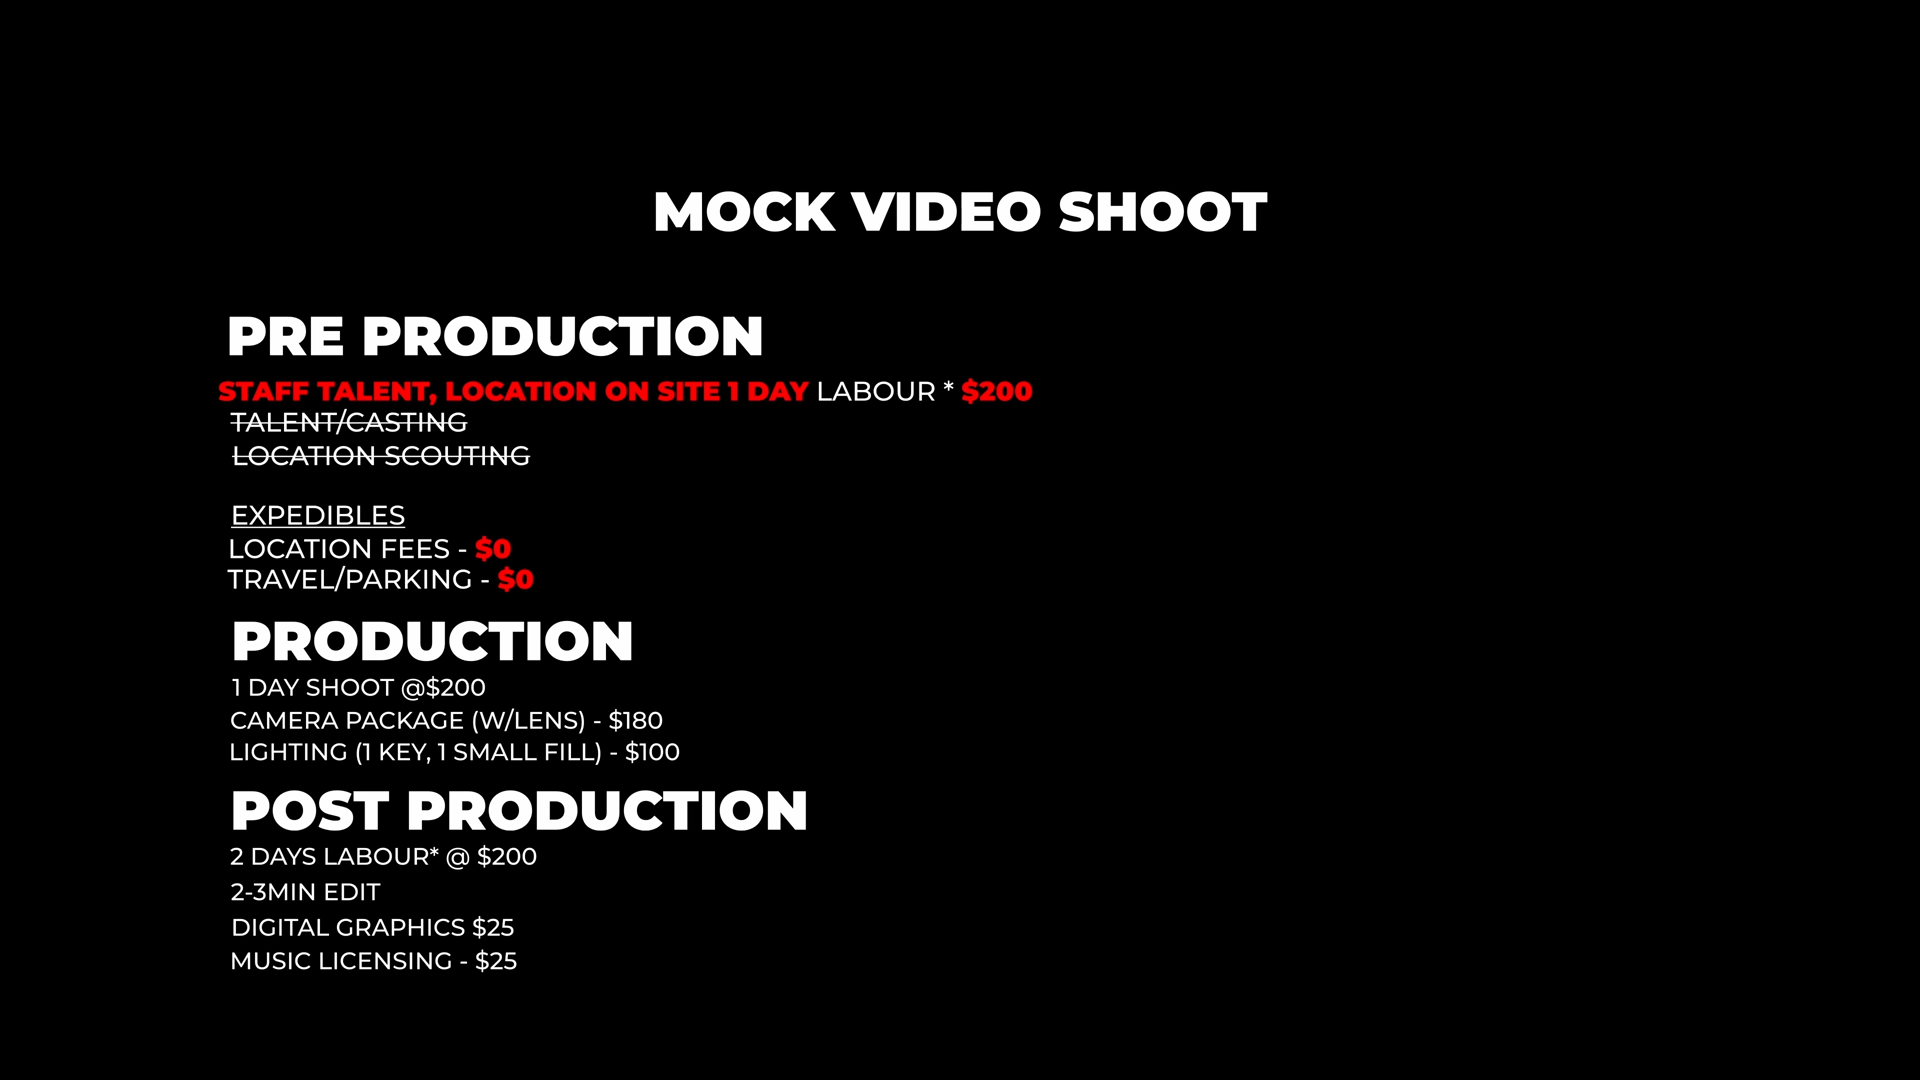 MOCK VIDEO SHOOT
PRE PRODUCTION
STAFF TALENT, LOCATION ON SITE 1 DAY LABOUR * $200
TALENT/CASTING
LOCATION SCOUTING
EXPEDIBLES
LOCATION FEES - $0
TRAVEL/PARKING - $0
PRODUCTION
1 DAY SHOOT @$200
CAMERA PACKAGE (W/LENS) - $180
LIGHTING (1 KEY, 1 SMALL FILL) - $100
POST PRODUCTION
2 DAYS LABOUR* @ $200
2-3MIN EDIT
DIGITAL GRAPHICS $25
MUSIC LICENSING - $25